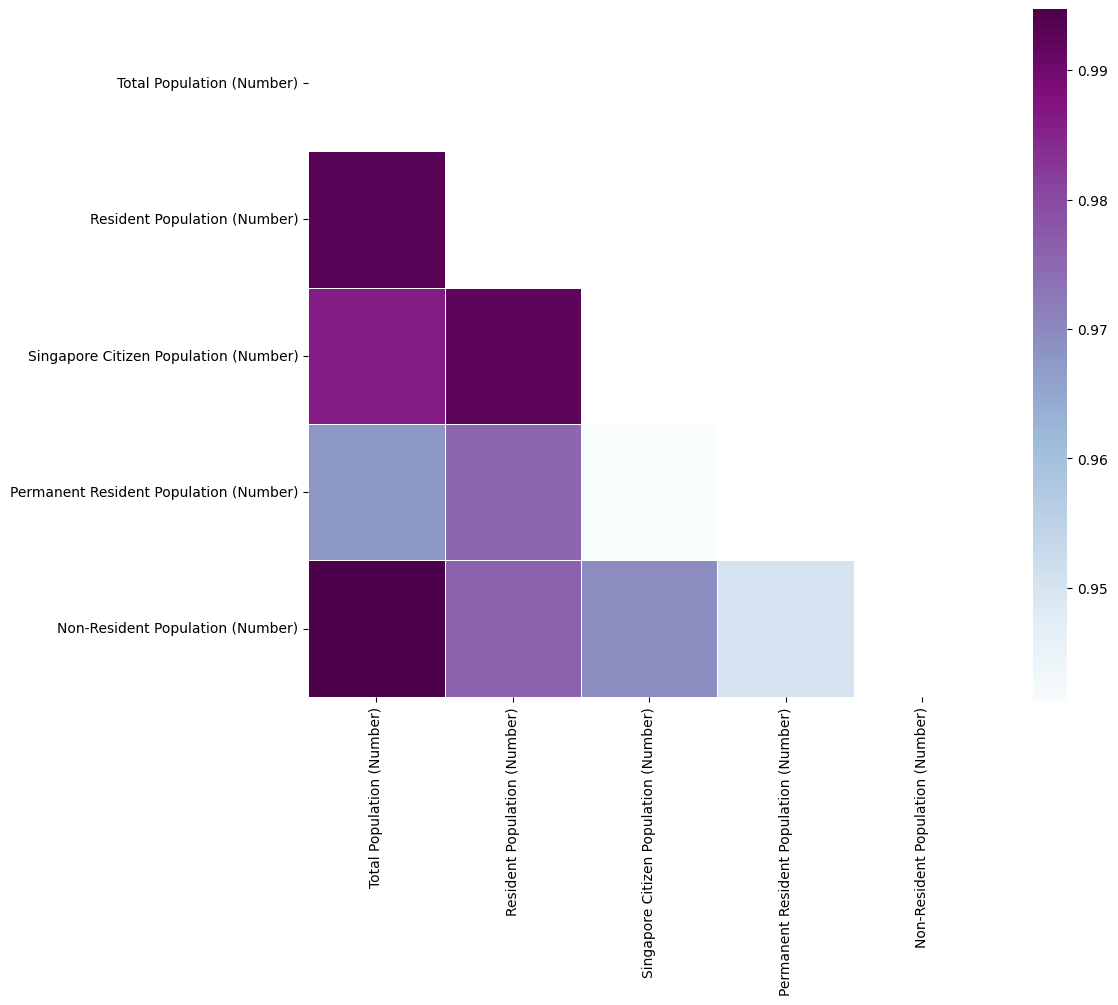 Total Population (Number)
Resident Population (Number)
Singapore Citizen Population (Number)
Permanent Resident Population (Number)
Non-Resident Population (Number)
Total Population (Number)
Resident Population (Number)
Singapore Citizen Population (Number)
Permanent Resident Population (Number)
Non-Resident Population (Number)
0.99
0.98
0.97
0.96
0.95